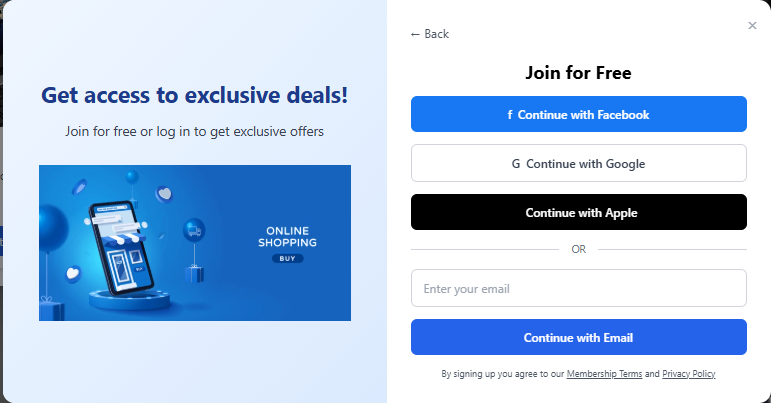 Get access to exclusive deals!
Join for free or log in to get exclusive offers
ONLINE
SHOPPING
BUY
← Back
×
Join for Free
f Continue with Facebook
G Continue with Google
Continue with Apple
OR
Enter your email
Continue with Email
By signing up you agree to our Membership Terms and Privacy Policy